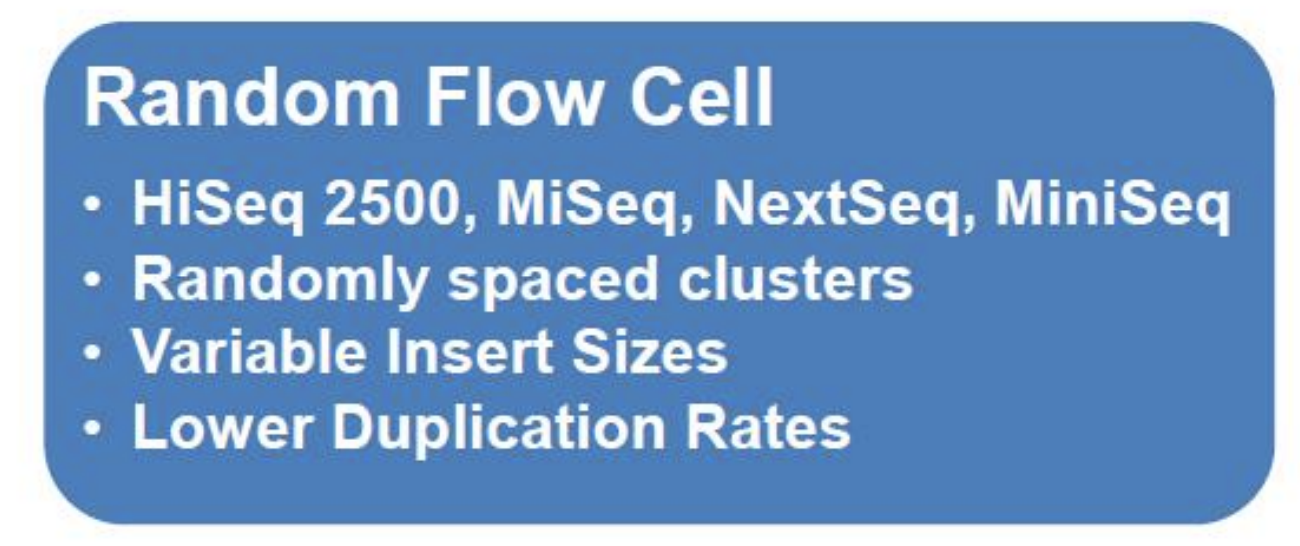 Random Flow Cell
• HiSeq 2500, MiSeq, NextSeq, MiniSeq
• Randomly spaced clusters
• Variable Insert Sizes
• Lower Duplication Rates